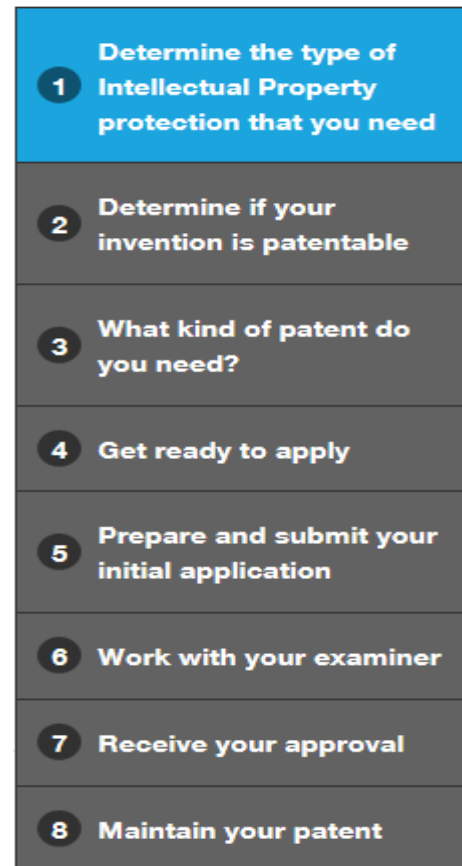 1 Determine the type of
Intellectual Property
protection that you need
2 Determine if your
invention is patentable
3 What kind of patent do
you need?
4 Get ready to apply
5 Prepare and submit your
initial application
6 Work with your examiner
7 Receive your approval
8 Maintain your patent